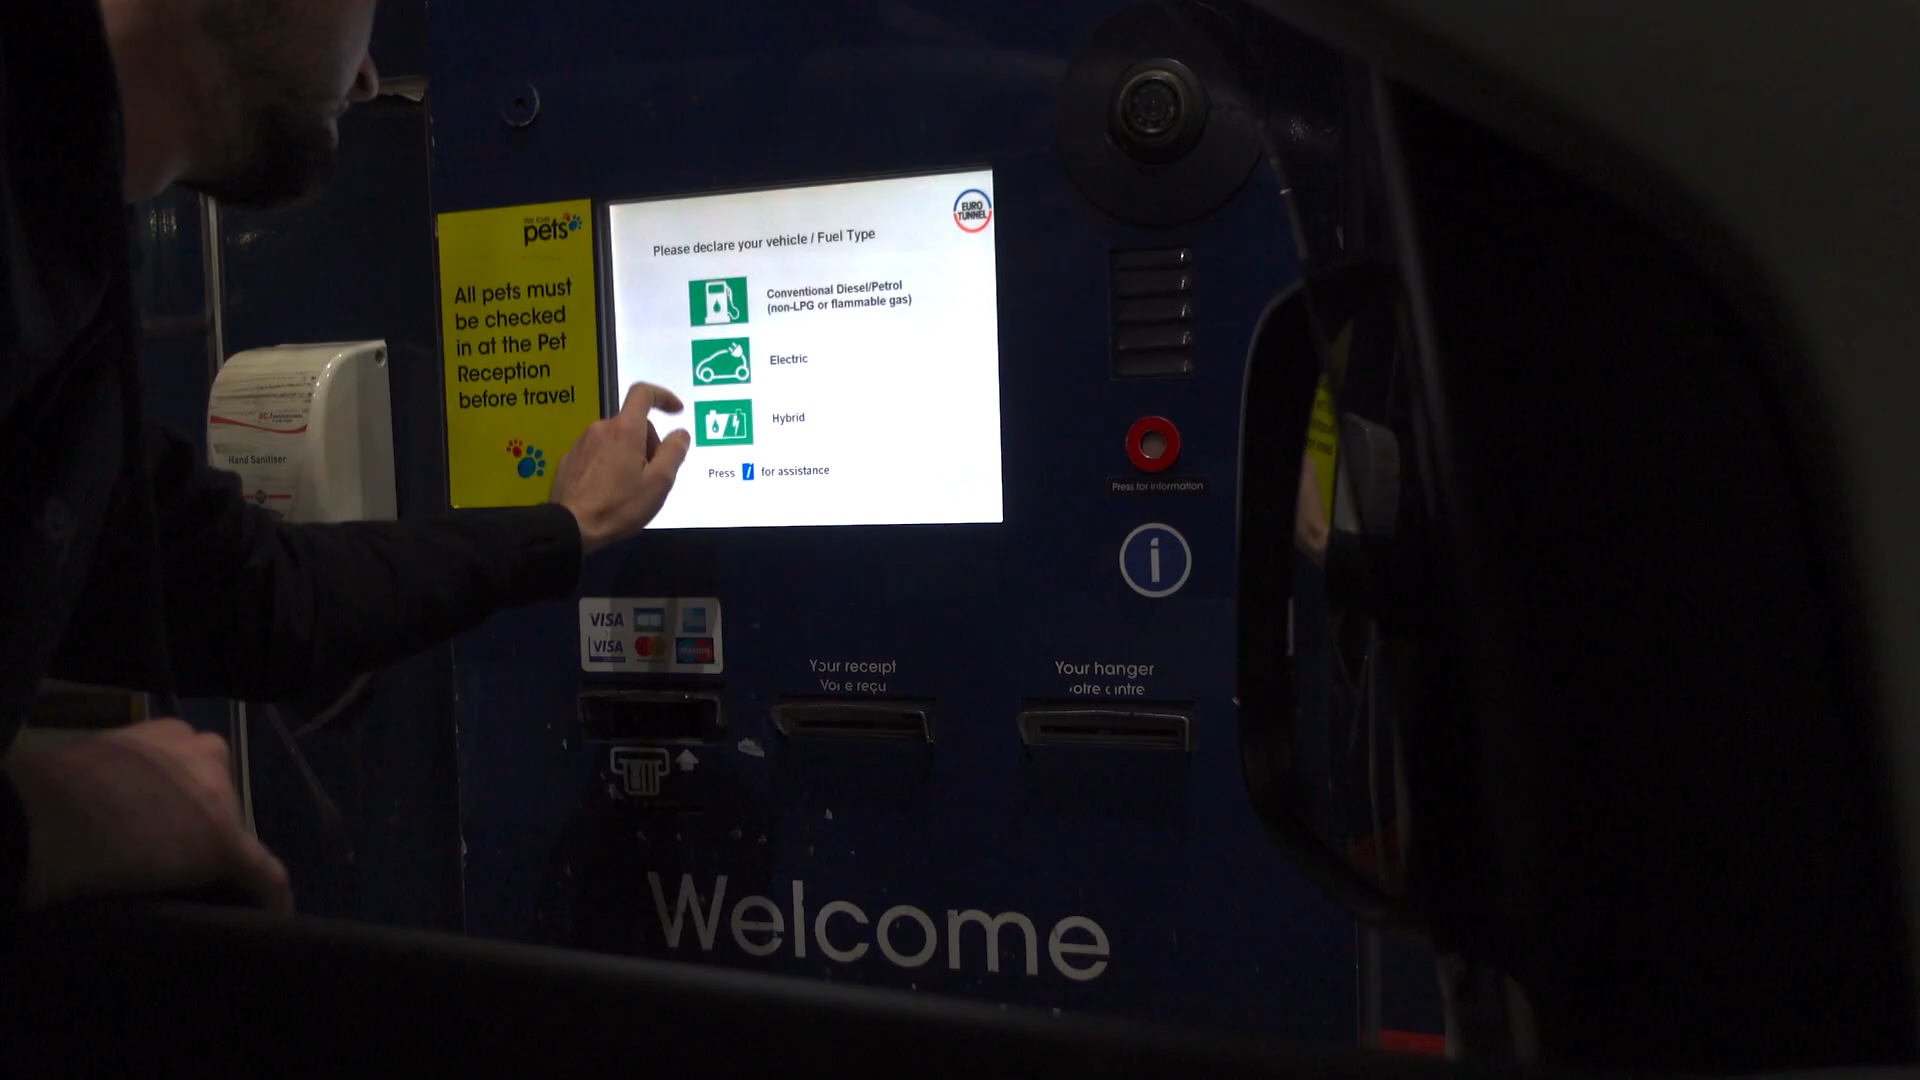 We love
pets
All pets must
be checked
in at the Pet
Reception
before travel
EURO
TUNNEL
Please declare your vehicle / Fuel Type
Conventional Diesel/Petrol
(non-LPG or flammable gas)
Electric
Hybrid
Press i for assistance
Hand Sanitiser
Press for information
i
VISA
VISA
Your receipt
Your hanger
Votre reçu
Welcome